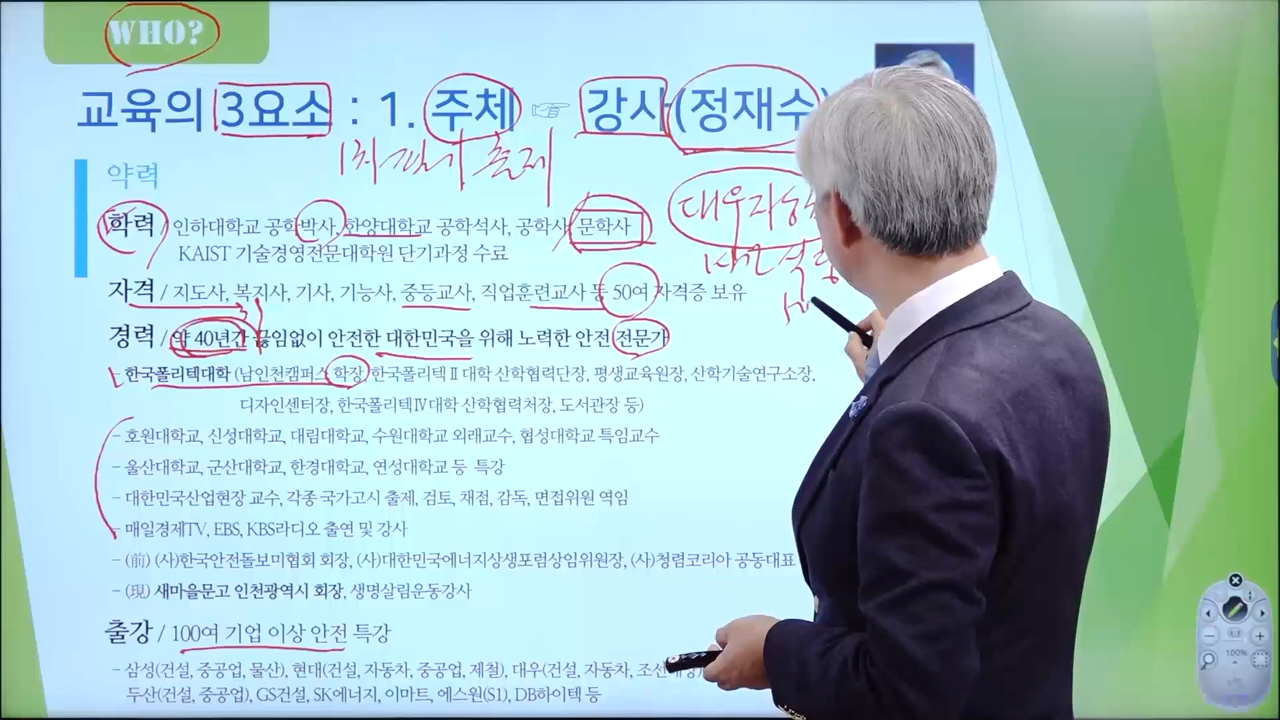 WHO?
교육의 3요소 : 1. 주체 ☞ 강사(정재수)
1차 필기 출제
약력
학력 / 인하대학교 공학박사, 한양대학교 공학석사, 공학사, 문학사
대우자동
KAIST 기술경영전문대학원 단기과정 수료
자격 / 지도사, 복지사, 기사, 기능사, 중등교사, 직업훈련교사 등 50여 자격증 보유
경력 / 약 40년간 끊임없이 안전한 대한민국을 위해 노력한 안전 전문가
- 한국폴리텍대학 (남인천캠퍼스 학장, 한국폴리텍Ⅱ대학 산학협력단장, 평생교육원장, 산학기술연구소장,
디자인센터장, 한국폴리텍Ⅳ대학 산학협력처장, 도서관장 등)
- 호원대학교, 신성대학교, 대림대학교, 수원대학교 외래교수, 협성대학교 특임교수
- 울산대학교, 군산대학교, 한경대학교, 연성대학교 등 특강
- 대한민국산업현장 교수, 각종 국가고시 출제, 검토, 채점, 감독, 면접위원 역임
- 매일경제TV, EBS, KBS라디오 출연 및 강사
- (前) (사)한국안전돌보미협회 회장, (사)대한민국에너지상생포럼상임위원장, (사)청렴코리아 공동대표
- (現) 새마을문고 인천광역시 회장, 생명살림운동강사
출강 / 100여 기업 이상 안전 특강
- 삼성(건설, 중공업, 물산), 현대(건설, 자동차, 중공업, 제철), 대우(건설, 자동차, 조선해양)
두산(건설, 중공업), GS건설, SK에너지, 이마트, 에스원(S1), DB하이텍 등
100%